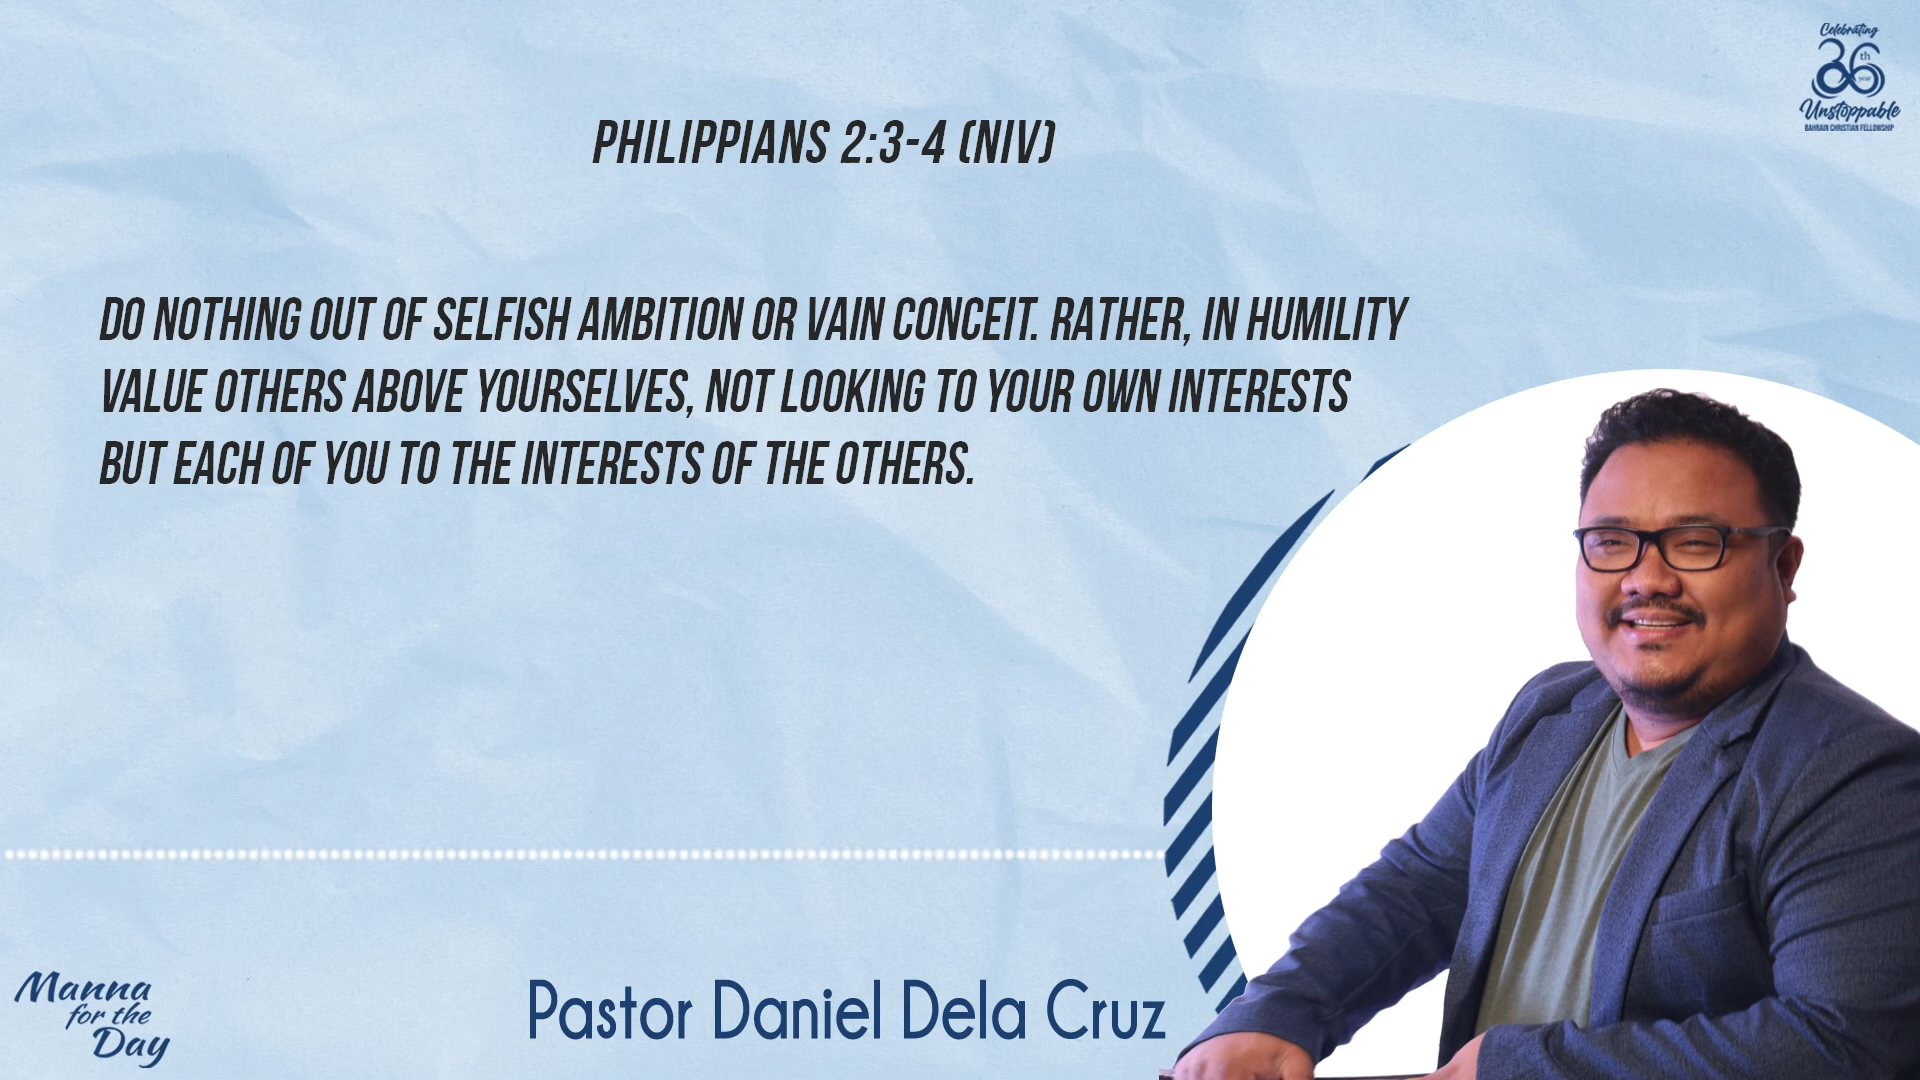 Celebrating
36th
year
Unstoppable
BAHRAIN CHRISTIAN FELLOWSHIP
PHILIPPIANS 2:3-4 (NIV)
DO NOTHING OUT OF SELFISH AMBITION OR VAIN CONCEIT. RATHER, IN HUMILITY
VALUE OTHERS ABOVE YOURSELVES, NOT LOOKING TO YOUR OWN INTERESTS
BUT EACH OF YOU TO THE INTERESTS OF THE OTHERS.
Manna
for the
Day
Pastor Daniel Dela Cruz